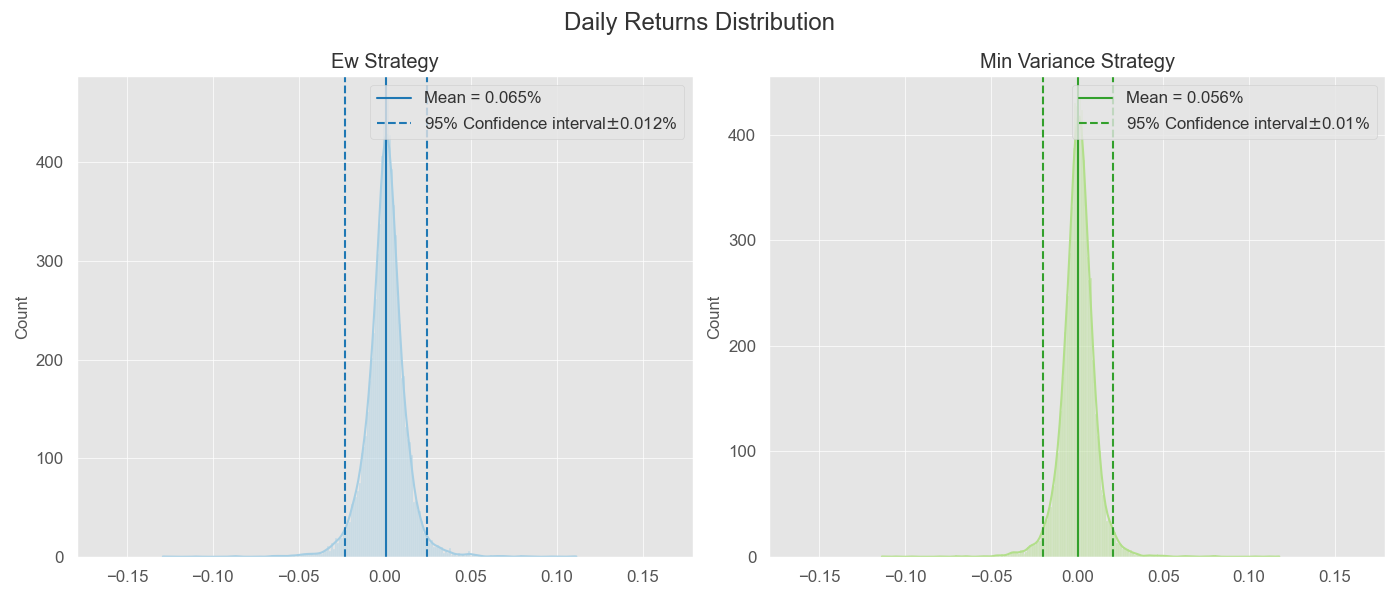 Daily Returns Distribution
Ew Strategy
Mean = 0.065%
95% Confidence interval±0.012%
400
300
200
100
0
Count
−0.15
−0.10
−0.05
0.00
0.05
0.10
0.15
Min Variance Strategy
Mean = 0.056%
95% Confidence interval±0.01%
400
300
200
100
0
Count
−0.15
−0.10
−0.05
0.00
0.05
0.10
0.15